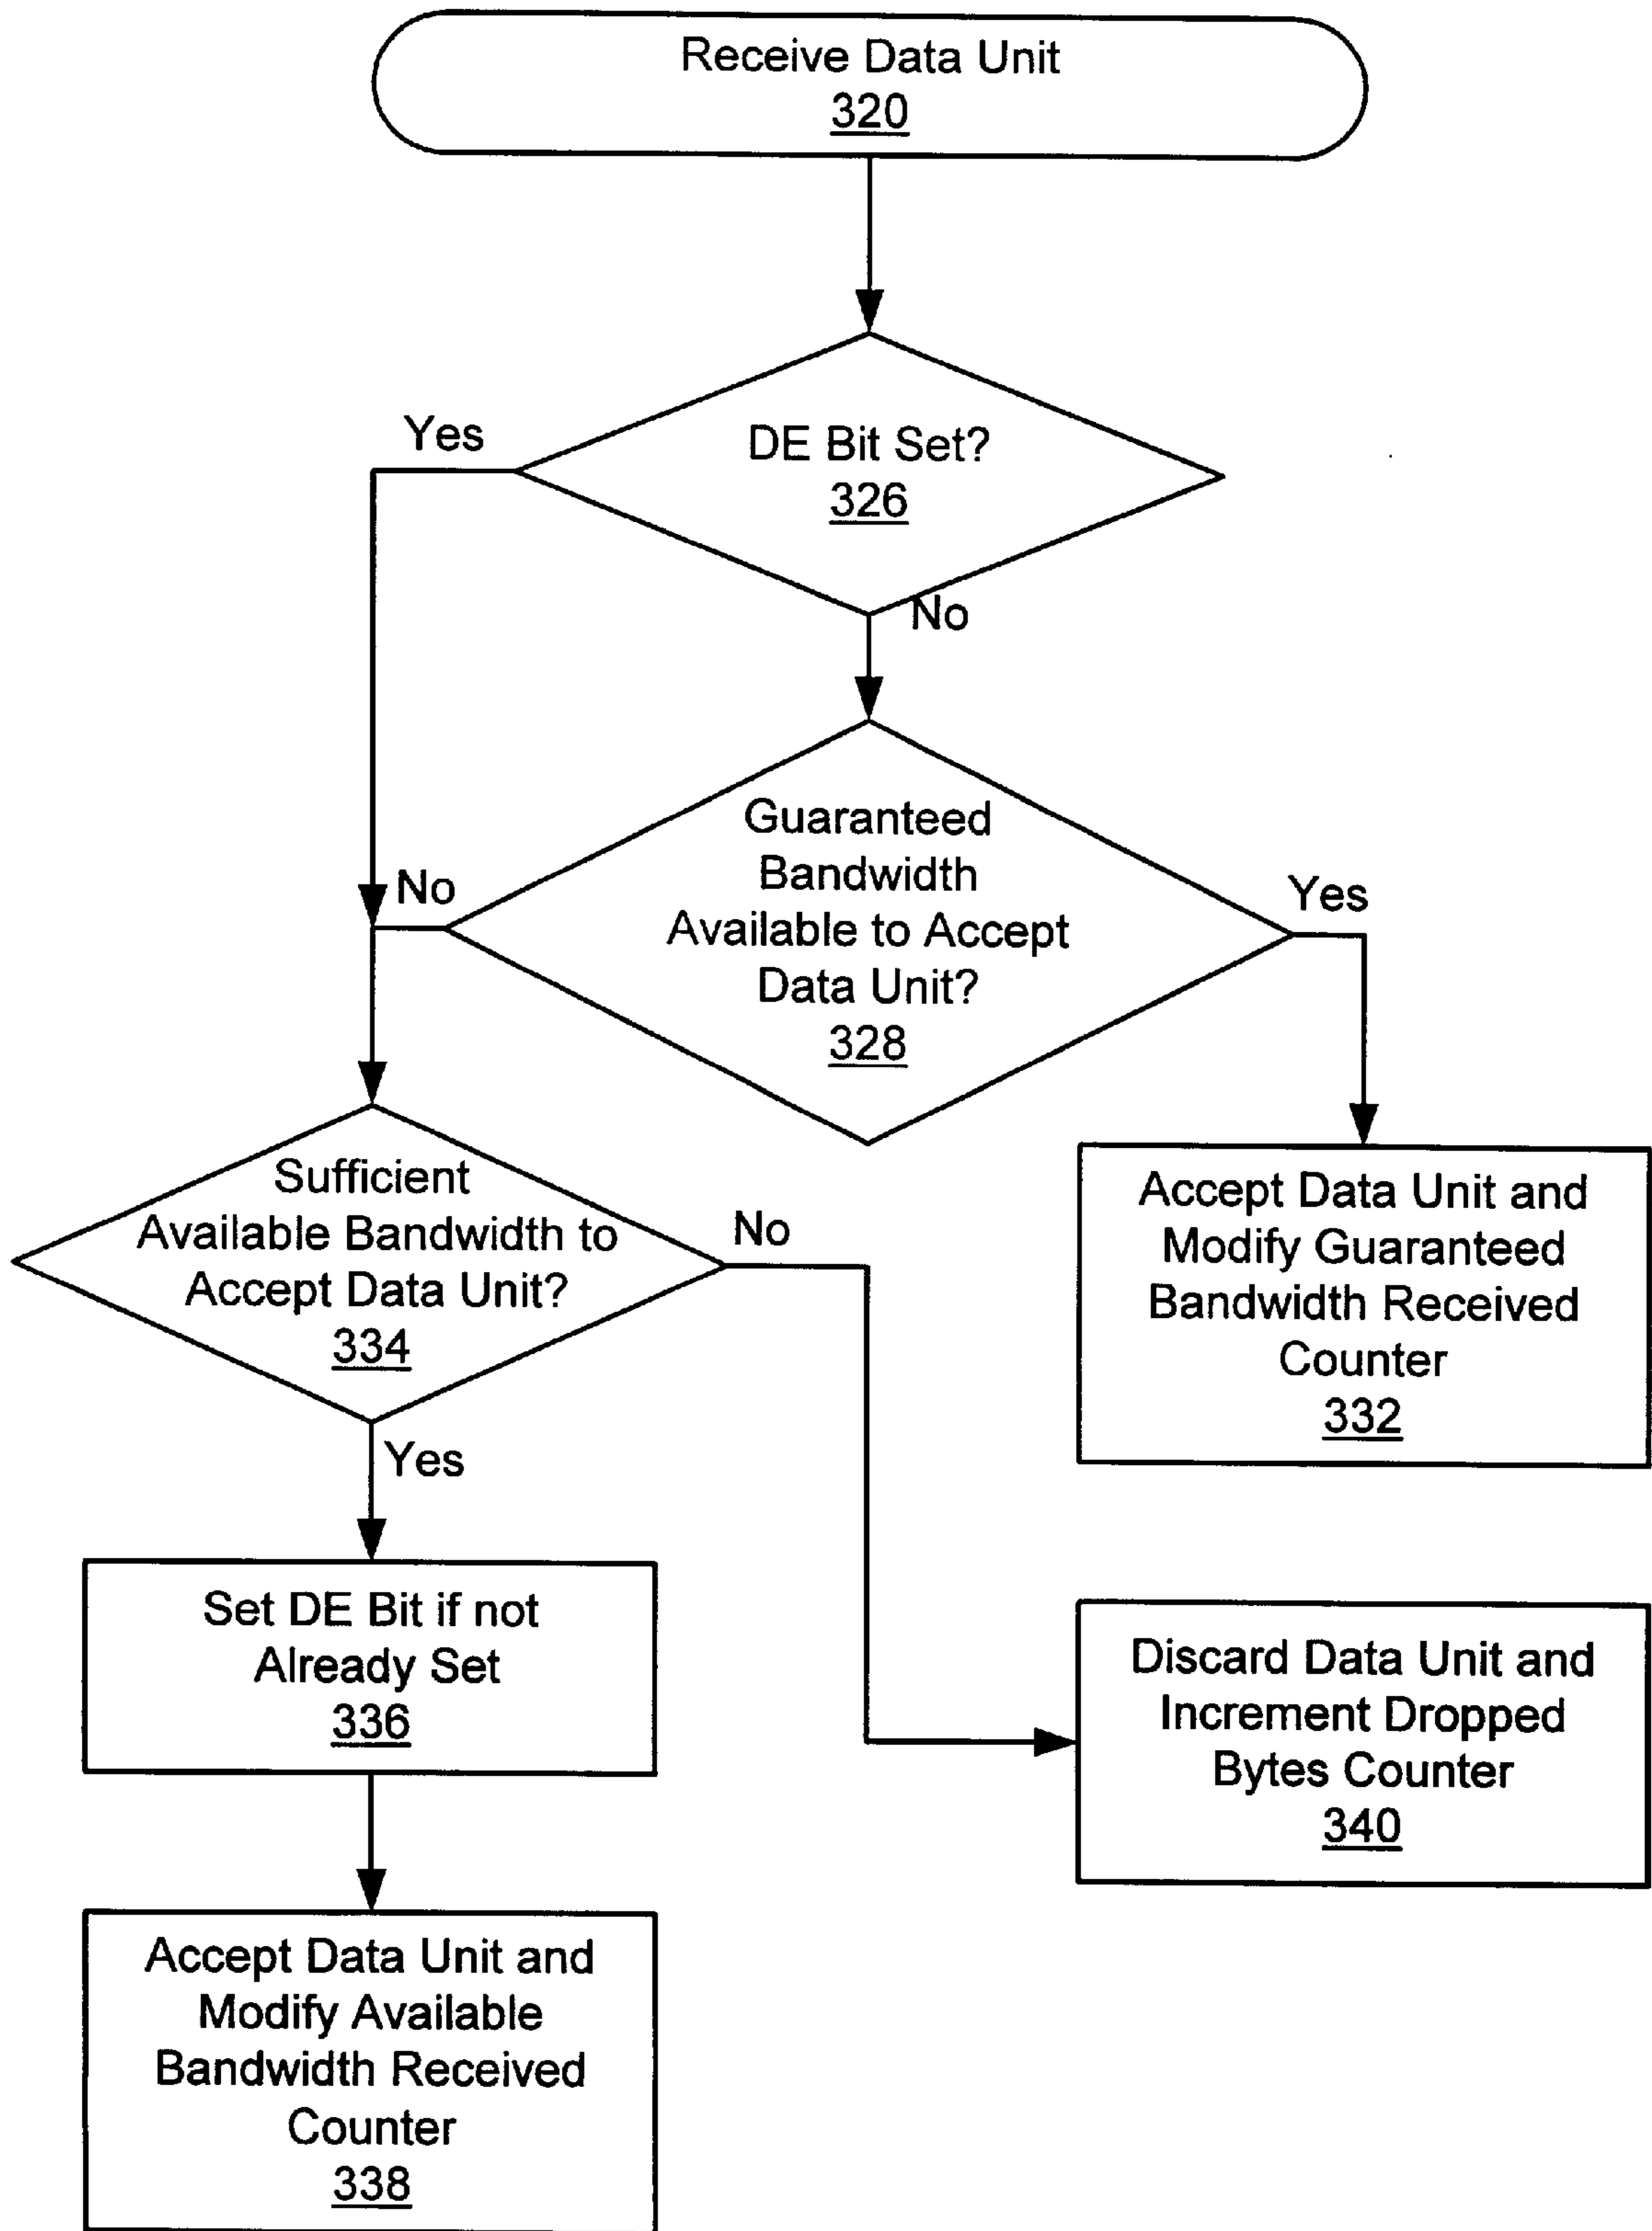 Receive Data Unit
320
Yes
DE Bit Set?
326
No
Guaranteed
Bandwidth
Available to Accept
Data Unit?
328
No
Yes
Sufficient
Available Bandwidth to
Accept Data Unit?
334
No
Yes
Accept Data Unit and
Modify Guaranteed
Bandwidth Received
Counter
332
Set DE Bit if not
Already Set
336
Discard Data Unit and
Increment Dropped
Bytes Counter
340
Accept Data Unit and
Modify Available
Bandwidth Received
Counter
338